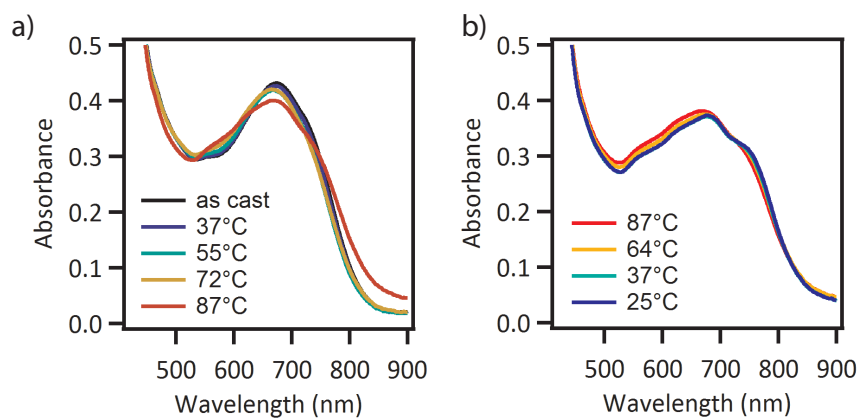 a)
0.5
0.4
0.3
0.2
0.1
0.0
Absorbance
as cast
37°C
55°C
72°C
87°C
500 600 700 800 900
Wavelength (nm)
b)
0.5
0.4
0.3
0.2
0.1
0.0
Absorbance
87°C
64°C
37°C
25°C
500 600 700 800 900
Wavelength (nm)